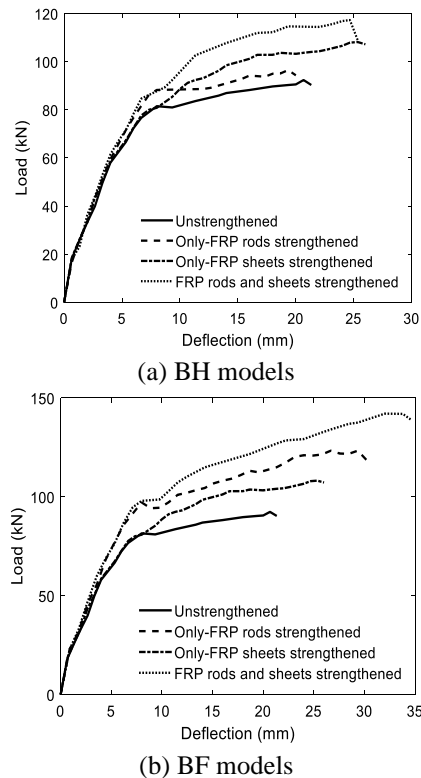 120
100
80
60
40
20
0
Load (kN)
Unstrengthened
Only-FRP rods strengthened
Only-FRP sheets strengthened
FRP rods and sheets strengthened
0 5 10 15 20 25 30
Deflection (mm)
(a) BH models
150
100
50
0
Load (kN)
Unstrengthened
Only-FRP rods strengthened
Only-FRP sheets strengthened
FRP rods and sheets strengthened
0 5 10 15 20 25 30 35
Deflection (mm)
(b) BF models